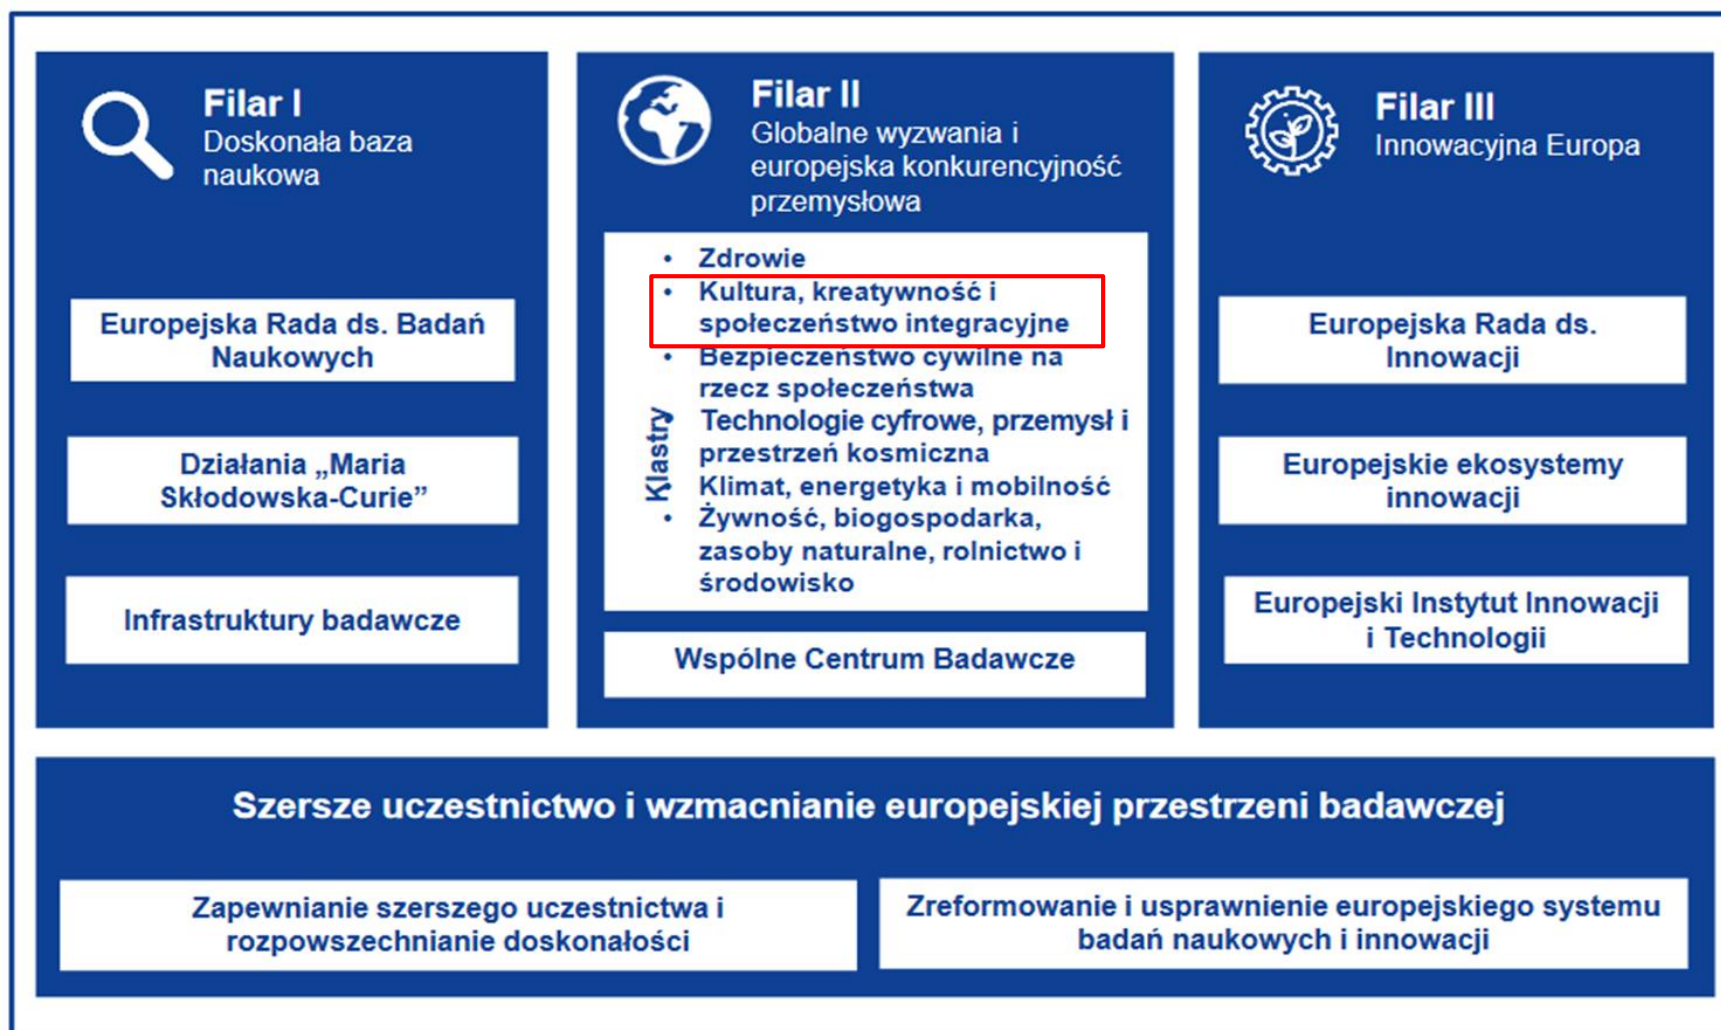 Filar I
Doskonała baza
naukowa
Europejska Rada ds. Badań
Naukowych
Działania „Maria
Skłodowska-Curie”
Infrastruktury badawcze
Filar II
Globalne wyzwania i
europejska konkurencyjność
przemysłowa
Klastry
• Zdrowie
• Kultura, kreatywność i
społeczeństwo integracyjne
• Bezpieczeństwo cywilne na
rzecz społeczeństwa
• Technologie cyfrowe, przemysł i
przestrzeń kosmiczna
• Klimat, energetyka i mobilność
• Żywność, biogospodarka,
zasoby naturalne, rolnictwo i
środowisko
Wspólne Centrum Badawcze
Filar III
Innowacyjna Europa
Europejska Rada ds.
Innowacji
Europejskie ekosystemy
innowacji
Europejski Instytut Innowacji
i Technologii
Szersze uczestnictwo i wzmacnianie europejskiej przestrzeni badawczej
Zapewnianie szerszego uczestnictwa i
rozpowszechnianie doskonałości
Zreformowanie i usprawnienie europejskiego systemu
badań naukowych i innowacji